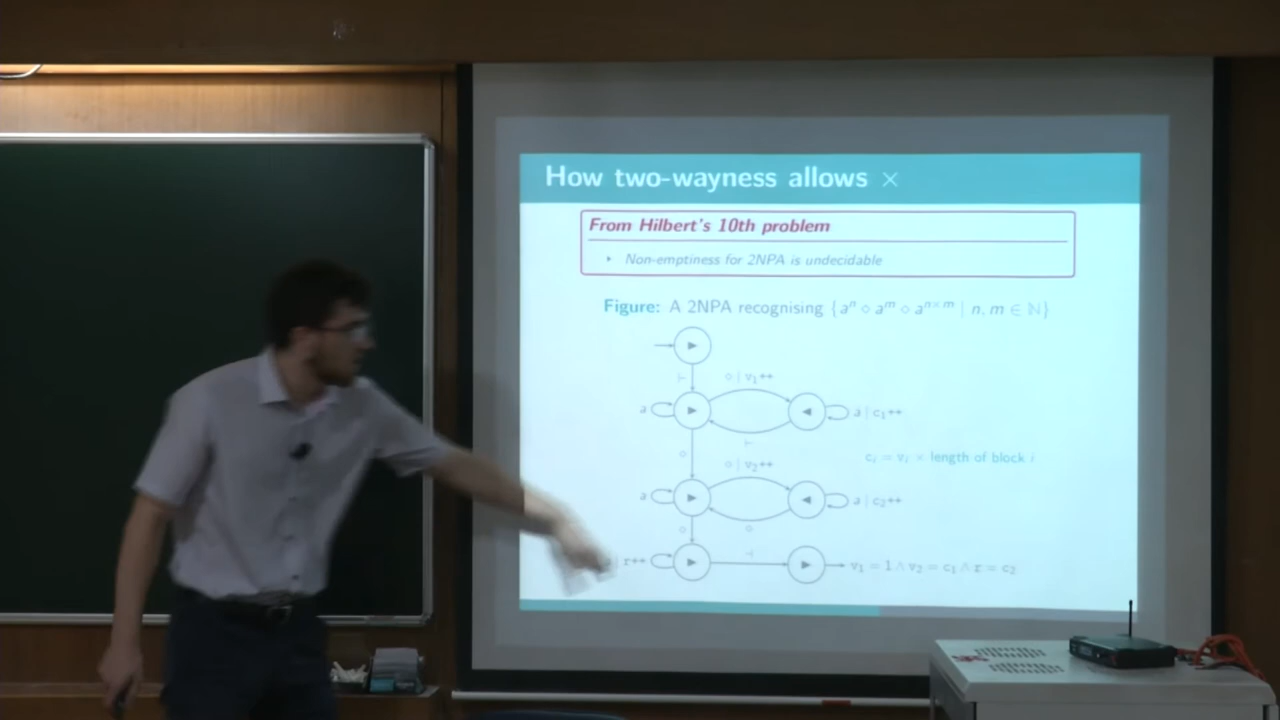 How two-wayness allows ×
From Hilbert's 10th problem
• Non-emptiness for 2NPA is undecidable
Figure: A 2NPA recognising {aⁿ ⋄ aᵐ ⋄ aⁿˣᵐ | n, m ∈ ℕ}
⊢
⋄ | v₁++
a
a | c₁++
⊢
⋄
cᵢ = vᵢ × length of block i
⋄ | v₂++
a
a | c₂++
⋄
⋄
| r++
⊣
v₁ = 1 ∧ v₂ = c₁ ∧ r = c₂